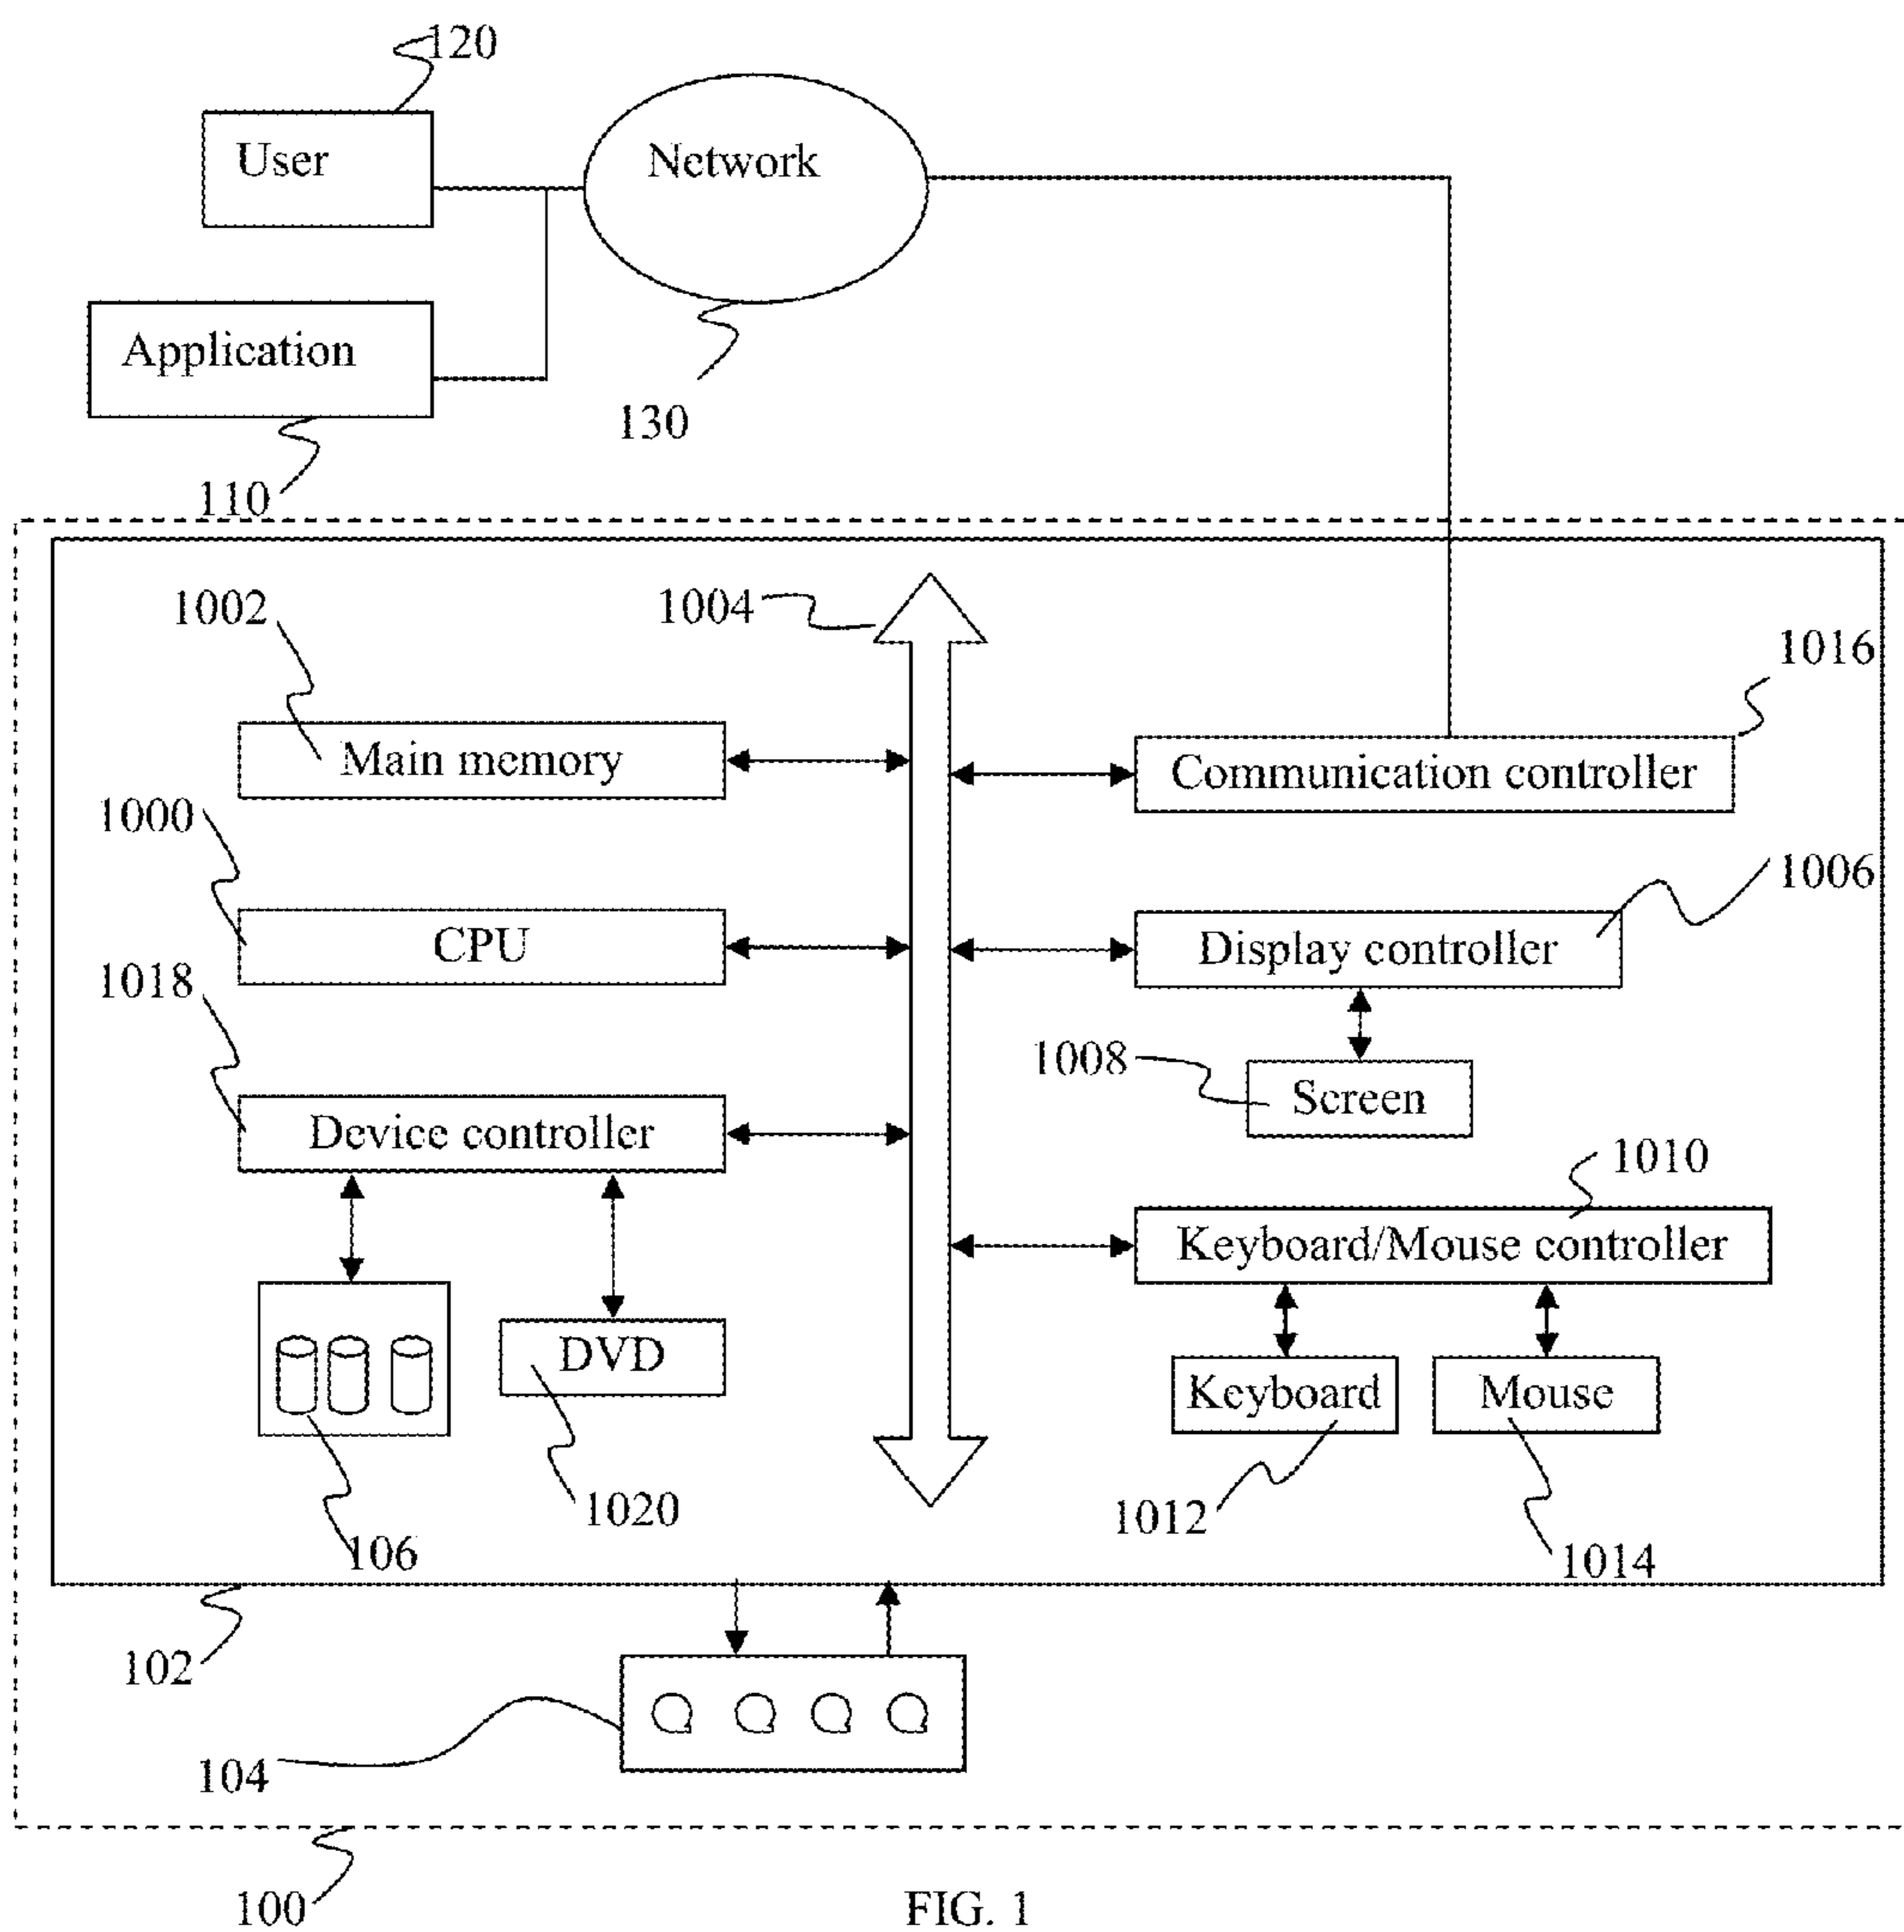 120
User
Network
Application
130
110
1002
1004
1016
Main memory
Communication controller
1000
1006
CPU
Display controller
1018
1008
Screen
Device controller
1010
Keyboard/Mouse controller
DVD
Keyboard
Mouse
1020
1012
106
1014
102
104
100
FIG. 1